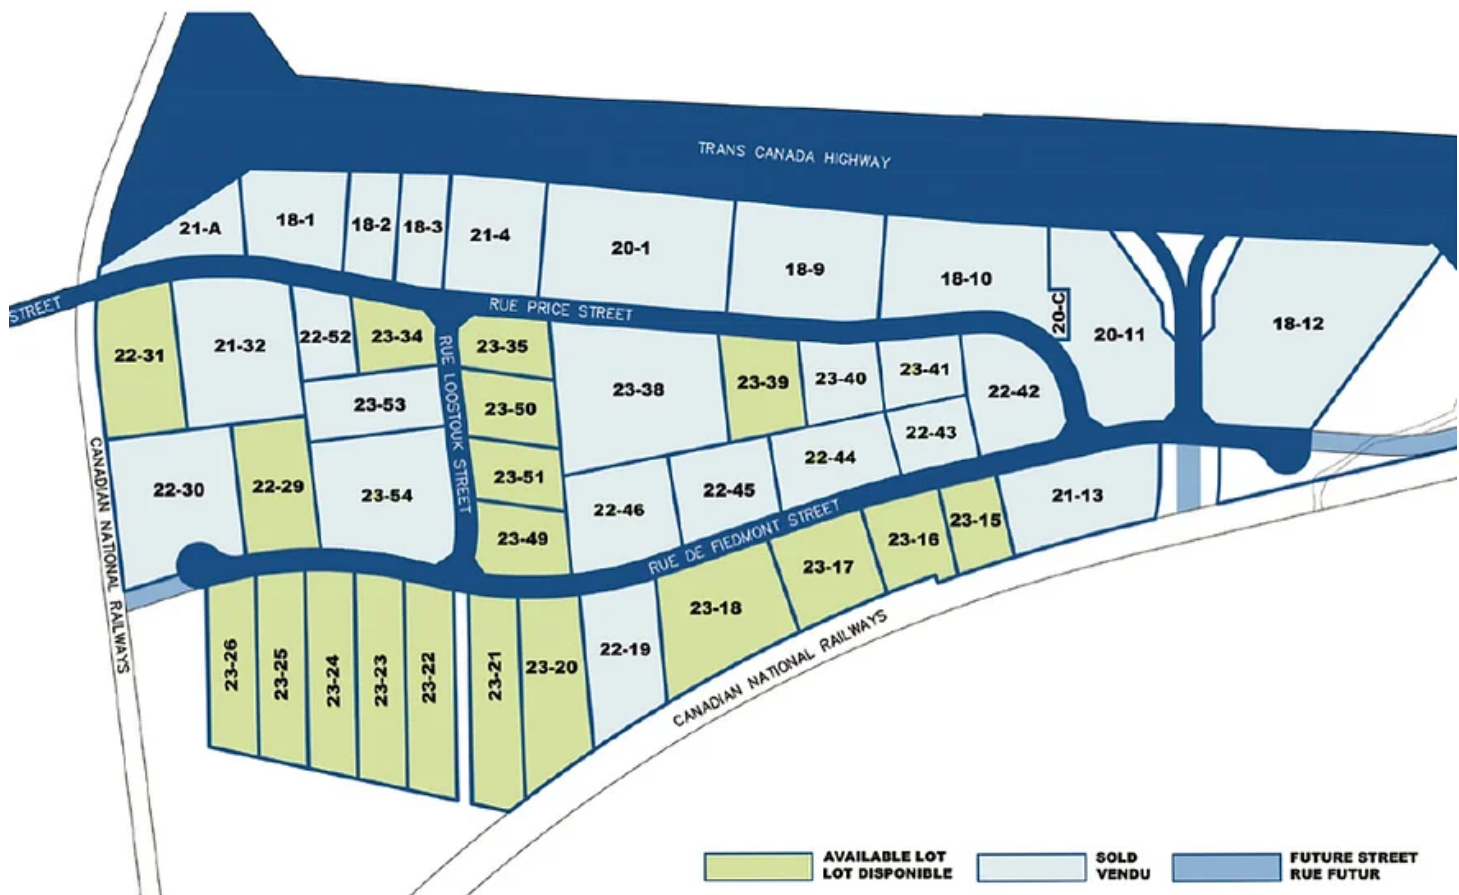 TRANS CANADA HIGHWAY
21-A
18-1
18-2
18-3
21-4
20-1
18-9
18-10
20-C
20-11
18-12
STREET
RUE PRICE STREET
22-31
21-32
22-52
23-34
23-35
23-38
23-39
23-40
23-41
22-42
RUE LOOSTOUK STREET
23-53
23-50
22-43
22-44
22-30
22-29
23-54
23-51
22-45
22-46
21-13
CANADIAN NATIONAL RAILWAYS
23-49
RUE DE FIEDMONT STREET
23-15
23-16
23-17
23-18
22-19
23-20
23-21
23-22
23-23
23-24
23-25
23-26
CANADIAN NATIONAL RAILWAYS
AVAILABLE LOT
LOT DISPONIBLE
SOLD
VENDU
FUTURE STREET
RUE FUTUR